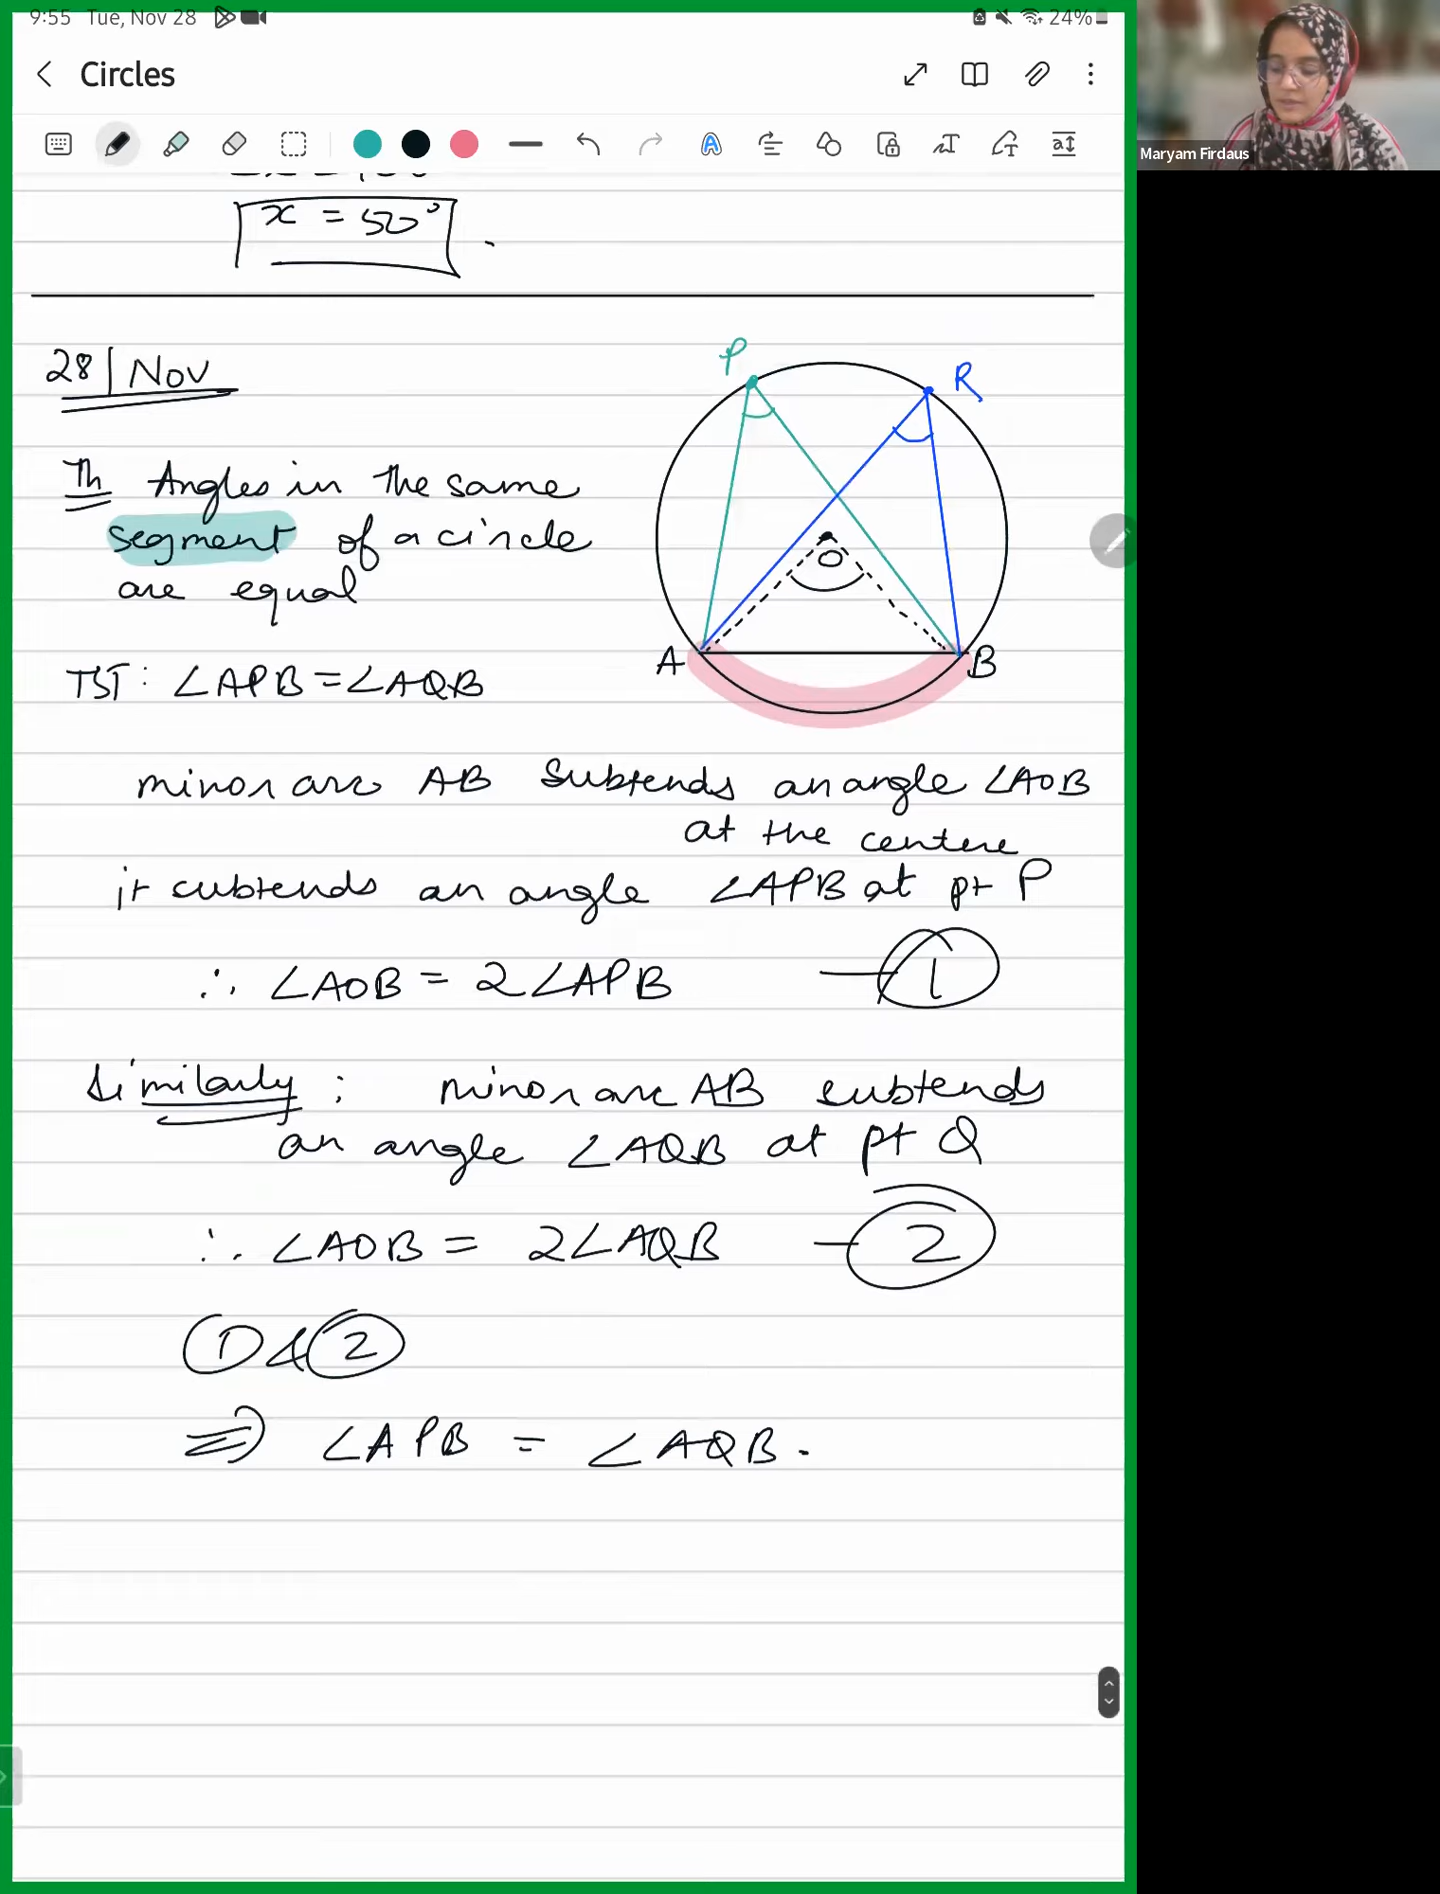 9:55 Tue, Nov 28
24%
Circles
Maryam Firdaus
x = 50°
28 | Nov
Th Angles in the same
segment of a circle
are equal
P
R
O
A
B
TST : ∠APB = ∠AQB
minor arc AB subtends an angle ∠AOB
at the centre
it subtends an angle ∠APB at pt P
∴ ∠AOB = 2∠APB — 1
Similarly : minor arc AB subtends
an angle ∠AQB at pt Q
∴ ∠AOB = 2∠AQB — 2
1 & 2
⇒ ∠APB = ∠AQB.